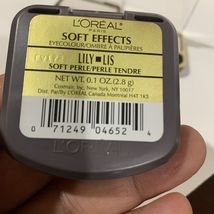 L'ORÉAL
PARIS
SOFT EFFECTS
EYECOLOUR/OMBRE À PAUPIÈRES
LILY LIS
SOFT PERLE/PERLE TENDRE
NET WT. 0.1 OZ. (2.8 g)
Cosmair, Inc., New York, NY 10017
Dist. Par/By L'ORÉAL Canada Montréal H4T 1K5
0 71249 04652 4
L'ORÉAL